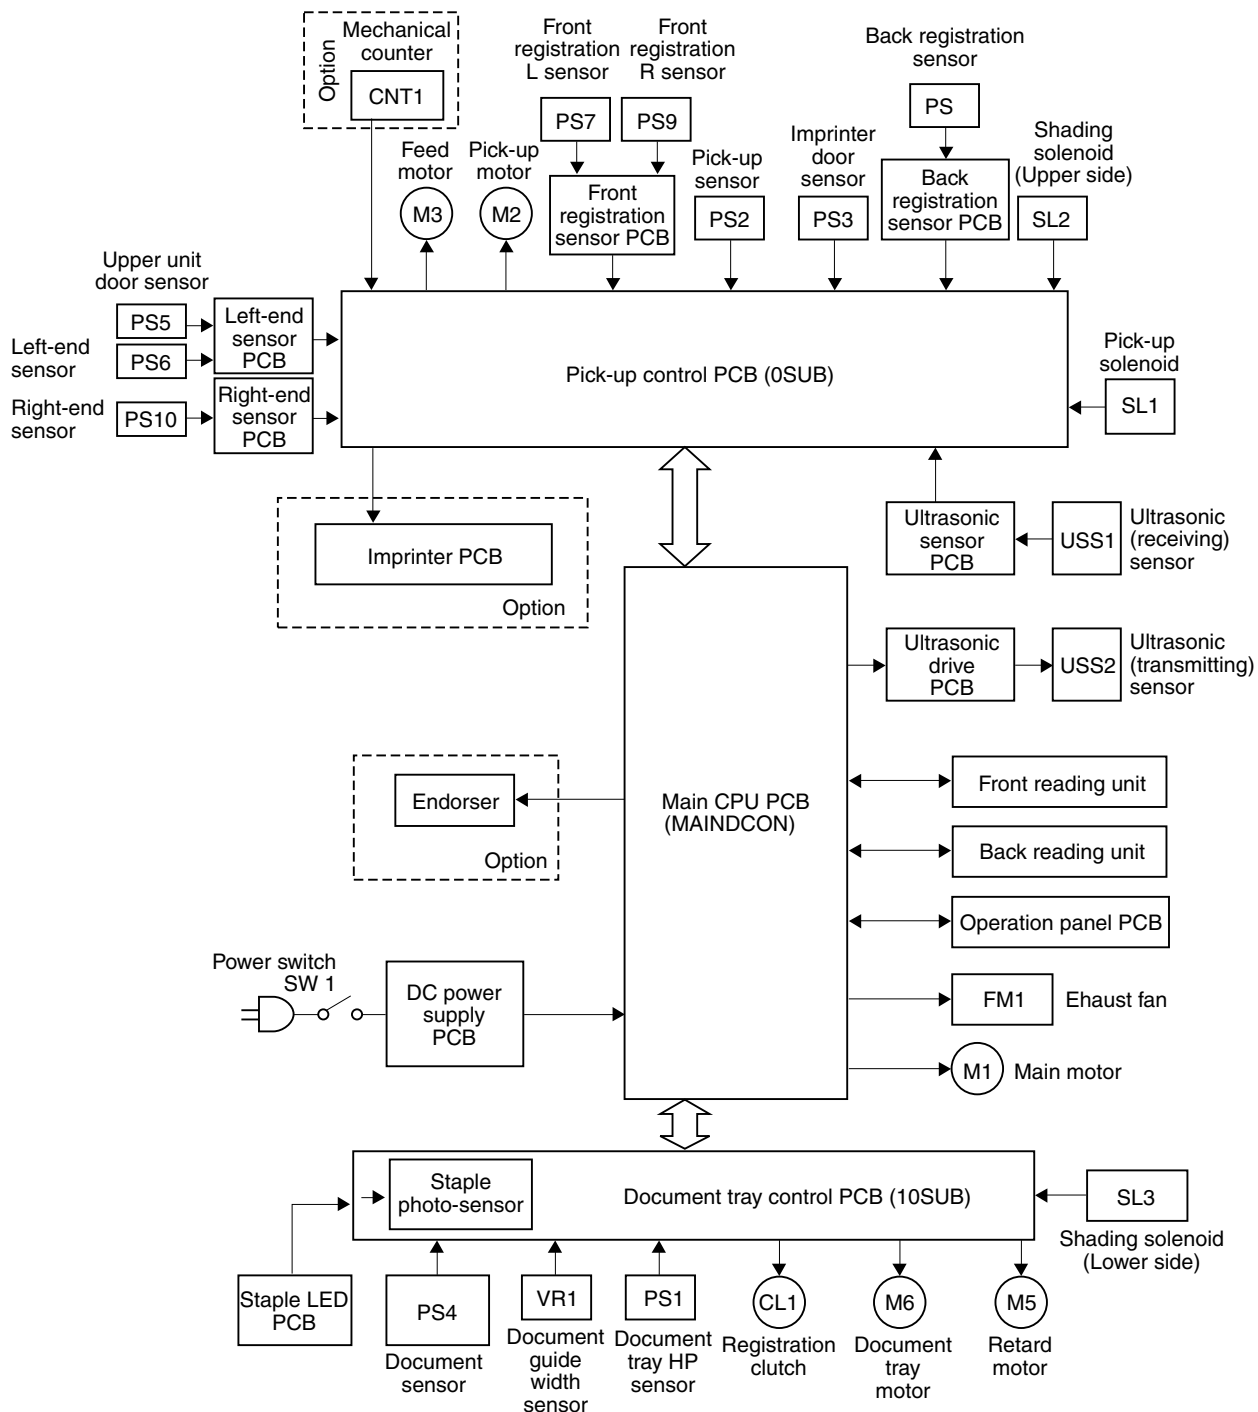 Option
Mechanical
counter
CNT1
Front
registration
L sensor
PS7
Front
registration
R sensor
PS9
Back registration
sensor
PS
Feed
motor
M3
Pick-up
motor
M2
Front
registration
sensor PCB
Pick-up
sensor
PS2
Imprinter
door
sensor
PS3
Back
registration
sensor PCB
Shading
solenoid
(Upper side)
SL2
Upper unit
door sensor
PS5
Left-end
sensor
PS6
Left-end
sensor
PCB
Right-end
sensor
PS10
Right-end
sensor
PCB
Pick-up control PCB (0SUB)
Pick-up
solenoid
SL1
Imprinter PCB
Option
Ultrasonic
sensor
PCB
USS1
Ultrasonic
(receiving)
sensor
Ultrasonic
drive
PCB
USS2
Ultrasonic
(transmitting)
sensor
Endorser
Option
Main CPU PCB
(MAINDCON)
Front reading unit
Back reading unit
Operation panel PCB
Power switch
SW 1
DC power
supply
PCB
FM1
Ehaust fan
M1
Main motor
Staple
photo-sensor
Document tray control PCB (10SUB)
SL3
Shading solenoid
(Lower side)
Staple LED
PCB
PS4
Document
sensor
VR1
Document
guide
width
sensor
PS1
Document
tray HP
sensor
CL1
Registration
clutch
M6
Document
tray
motor
M5
Retard
motor